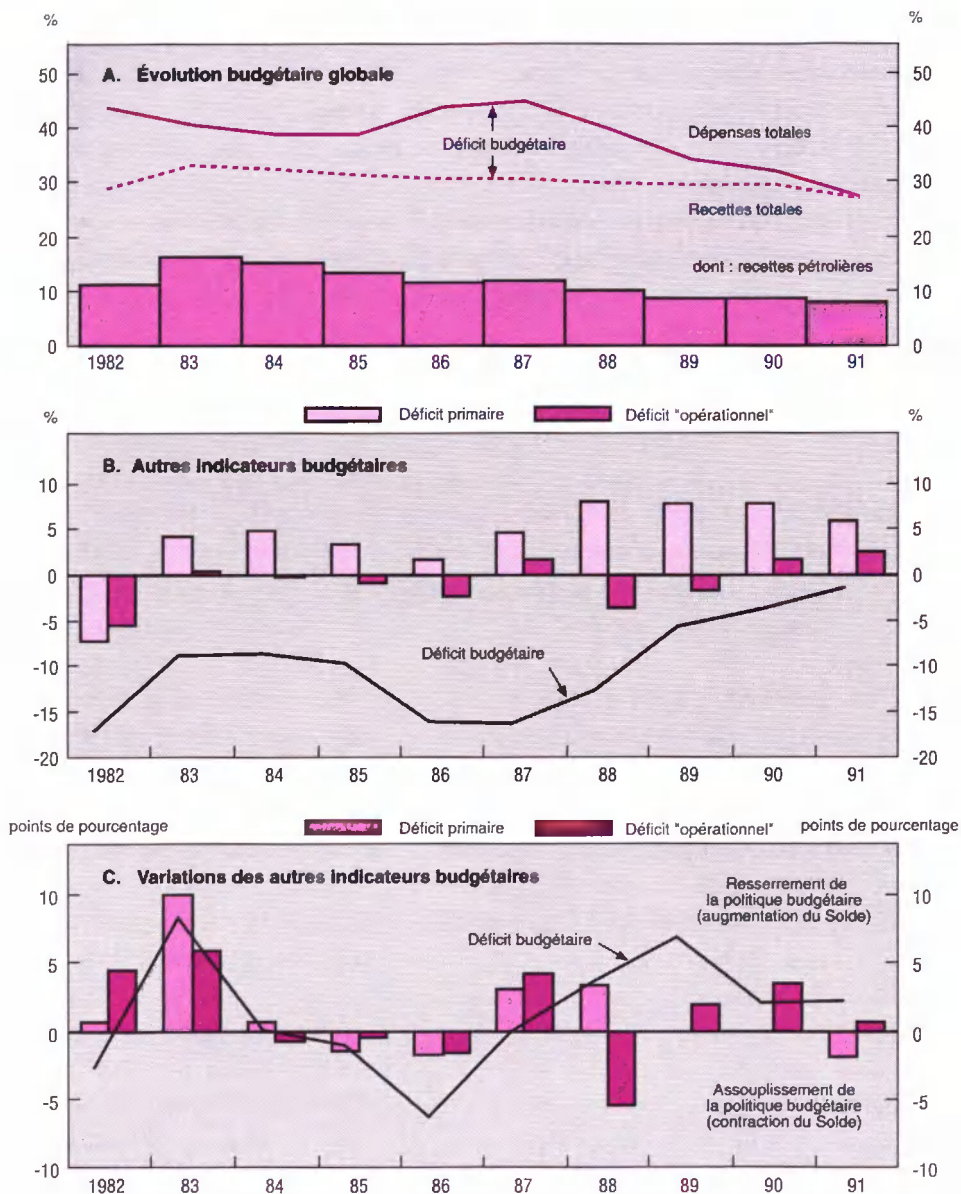 % %
A. Évolution budgétaire globale
50 50
40 40
30 30
20 20
10 10
0 0
Déficit budgétaire
Dépenses totales
Recettes totales
dont : recettes pétrolières
1982 83 84 85 86 87 88 89 90 91
% Déficit primaire Déficit "opérationnel" %
B. Autres indicateurs budgétaires
10 10
5 5
0 0
-5 -5
-10 -10
-15 -15
-20 -20
Déficit budgétaire
1982 83 84 85 86 87 88 89 90 91
points de pourcentage Déficit primaire Déficit "opérationnel" points de pourcentage
C. Variations des autres indicateurs budgétaires
10 10
5 5
0 0
-5 -5
-10 -10
Resserrement de
la politique budgétaire
(augmentation du Solde)
Déficit budgétaire
Assouplissement de
la politique budgétaire
(contraction du Solde)
1982 83 84 85 86 87 88 89 90 91